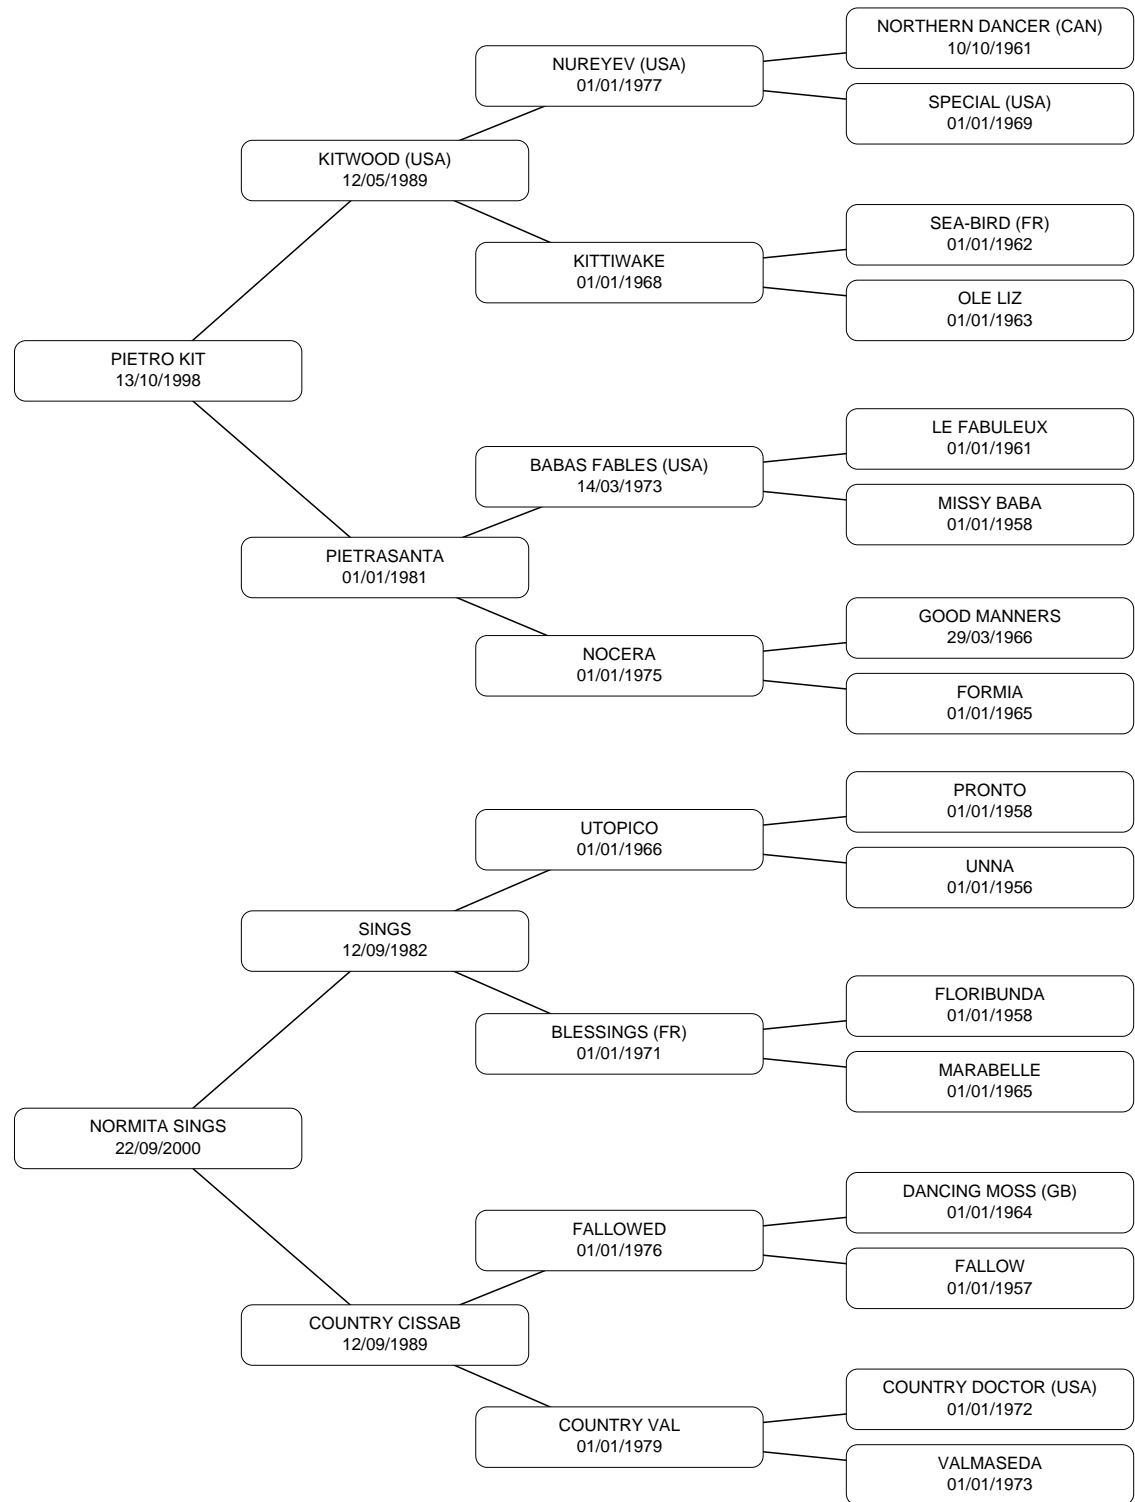 NORTHERN DANCER (CAN)
10/10/1961
NUREYEV (USA)
01/01/1977
SPECIAL (USA)
01/01/1969
KITWOOD (USA)
12/05/1989
SEA-BIRD (FR)
01/01/1962
KITTIWAKE
01/01/1968
OLE LIZ
01/01/1963
PIETRO KIT
13/10/1998
LE FABULEUX
01/01/1961
BABAS FABLES (USA)
14/03/1973
MISSY BABA
01/01/1958
PIETRASANTA
01/01/1981
GOOD MANNERS
29/03/1966
NOCERA
01/01/1975
FORMIA
01/01/1965
PRONTO
01/01/1958
UTOPICO
01/01/1966
UNNA
01/01/1956
SINGS
12/09/1982
FLORIBUNDA
01/01/1958
BLESSINGS (FR)
01/01/1971
MARABELLE
01/01/1965
NORMITA SINGS
22/09/2000
DANCING MOSS (GB)
01/01/1964
FALLOWED
01/01/1976
FALLOW
01/01/1957
COUNTRY CISSAB
12/09/1989
COUNTRY DOCTOR (USA)
01/01/1972
COUNTRY VAL
01/01/1979
VALMASEDA
01/01/1973